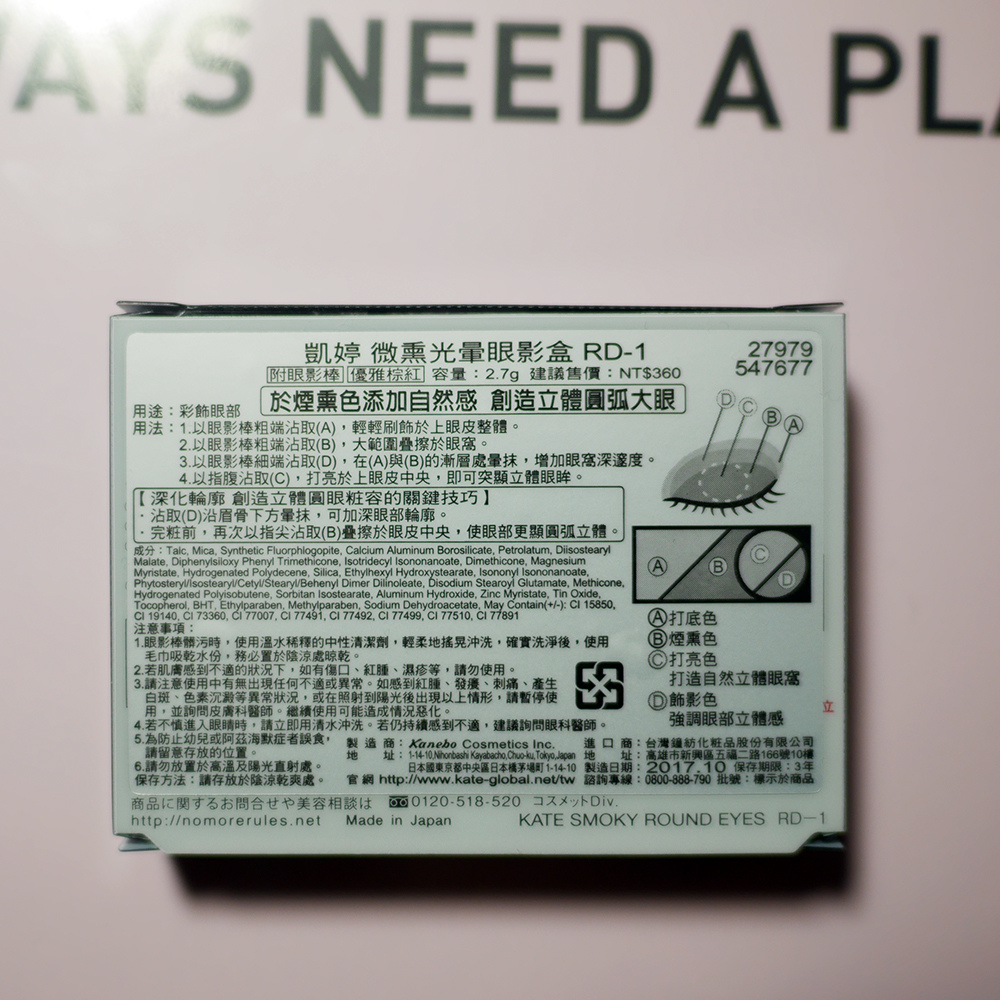 AYS NEED A PLA
凱婷 微熏光暈眼影盒 RD-1
27979
547677
附眼影棒 優雅棕紅 容量：2.7g 建議售價：NT$360
用途：彩飾眼部
於煙熏色添加自然感 創造立體圓弧大眼
用法：1.以眼影棒粗端沾取(A)，輕輕刷飾於上眼皮整體。
2.以眼影棒粗端沾取(B)，大範圍疊擦於眼窩。
3.以眼影棒細端沾取(D)，在(A)與(B)的漸層處暈抹，增加眼窩深邃度。
4.以指腹沾取(C)，打亮於上眼皮中央，即可突顯立體眼眸。
D C B A
【深化輪廓 創造立體圓眼粧容的關鍵技巧】
・沾取(D)沿眉骨下方暈抹，可加深眼部輪廓。
・完粧前，再次以指尖沾取(B)疊擦於眼皮中央，使眼部更顯圓弧立體。
成分：Talc, Mica, Synthetic Fluorphlogopite, Calcium Aluminum Borosilicate, Petrolatum, Diisostearyl
Malate, Diphenylsiloxy Phenyl Trimethicone, Isotridecyl Isononanoate, Dimethicone, Magnesium
Myristate, Hydrogenated Polydecene, Silica, Ethylhexyl Hydroxystearate, Isononyl Isononanoate,
Phytosteryl/Isostearyl/Cetyl/Stearyl/Behenyl Dimer Dilinoleate, Disodium Stearoyl Glutamate, Methicone,
Hydrogenated Polyisobutene, Sorbitan Isostearate, Aluminum Hydroxide, Zinc Myristate, Tin Oxide,
Tocopherol, BHT, Ethylparaben, Methylparaben, Sodium Dehydroacetate, May Contain(+/-): CI 15850,
CI 19140, CI 73360, CI 77007, CI 77491, CI 77492, CI 77499, CI 77510, CI 77891
A B C D
Ⓐ打底色
Ⓑ煙熏色
Ⓒ打亮色
打造自然立體眼窩
Ⓓ飾影色
強調眼部立體感
注意事項：
1.眼影棒髒污時，使用溫水稀釋的中性清潔劑，輕柔地搖晃沖洗，確實洗淨後，使用
毛巾吸乾水份，務必置於陰涼處晾乾。
2.若肌膚感到不適的狀況下，如有傷口、紅腫、濕疹等，請勿使用。
3.請注意使用中有無出現任何不適或異常。如感到紅腫、發癢、刺痛、產生
白斑、色素沉澱等異常狀況，或在照射到陽光後出現以上情形，請暫停使
用，並詢問皮膚科醫師。繼續使用可能造成情況惡化。
4.若不慎進入眼睛時，請立即用清水沖洗。若仍持續感到不適，建議詢問眼科醫師。
5.為防止幼兒或阿茲海默症者誤食，
請留意存放的位置。
6.請勿放置於高溫及陽光直射處。
保存方法：請存放於陰涼乾爽處。
製造商：Kanebo Cosmetics Inc.
地 址：1-14-10,Nihonbashi Kayabacho,Chuo-ku,Tokyo,Japan
日本國東京都中央區日本橋茅場町1-14-10
官網 http://www.kate-global.net/tw
進口商：台灣鐘紡化粧品股份有限公司
地 址：高雄市新興區五福二路166號10樓
製造日期：2017.10 保存期限：3年
諮詢專線：0800-888-790 批號：標示於商品
立
商品に関するお問合せや美容相談は 0120-518-520 コスメットDiv.
http://nomorerules.net Made in Japan KATE SMOKY ROUND EYES RD-1